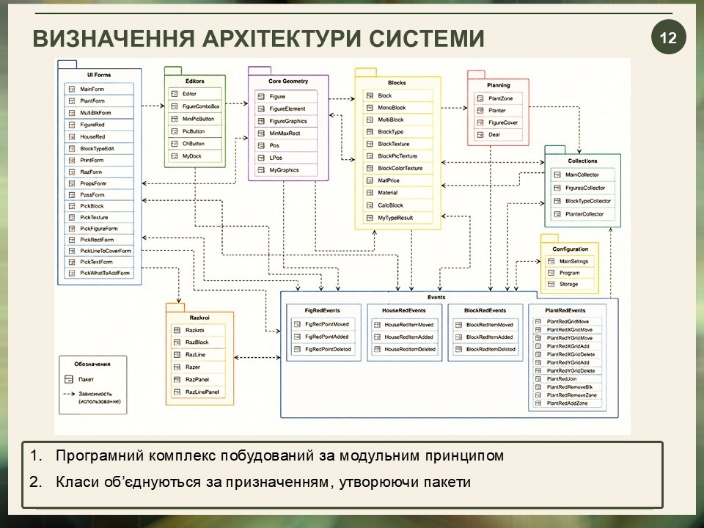 ВИЗНАЧЕННЯ АРХІТЕКТУРИ СИСТЕМИ
12
UI Forms
MainForm
PlantForm
MultiBlkForm
FigureRed
HouseRed
BlockTypeEdit
PrintForm
RazForm
PropsForm
PassForm
PickBlock
PickTexture
PickFiguraForm
PickRectForm
PickLineToCoverForm
PickTextForm
PickWhatToAddForm
Editors
Editor
FigureComboBox
MiniPicButton
PicButton
ChButton
MyDock
Core Geometry
Figure
FigureElement
FigureGraphics
MinMaxRect
Pos
LPos
MyGraphics
Blocks
Block
MonoBlock
MultiBlock
BlockType
BlockTexture
BlockPicTexture
BlockColorTexture
MatPrice
Material
CalcBlock
MyTypeResult
Planning
PlantZone
Planter
FigureCover
Deal
Collections
MainCollector
FiguresCollector
BlockTypeCollector
PlanterCollector
Configuration
MainSetings
Program
Storage
Razkroi
Razkroi
RazBlock
RazLine
Razer
RazPanel
RazLinePanel
Events
FigRedEvents
FigRedPointMoved
FigRedPointAdded
FigRedPointDeleted
HouseRedEvents
HouseRedItemMoved
HouseRedItemAdded
HouseRedItemDeleted
BlockRedEvents
BlockRedItemMoved
BlockRedItemAdded
BlockRedItemDeleted
PlantRedEvents
PlantRedGridMove
PlantRedXGridMove
PlantRedYGridMove
PlantRedXGridAdd
PlantRedXGridDelete
PlantRedYGridAdd
PlantRedYGridDelete
PlantRedJoin
PlantRedRemoveBlk
PlantRedRemoveZone
PlantRedAddZone
Обозначения
Пакет
Зависимость
(использование)
1. Програмний комплекс побудований за модульним принципом
2. Класи об’єднуються за призначенням, утворюючи пакети